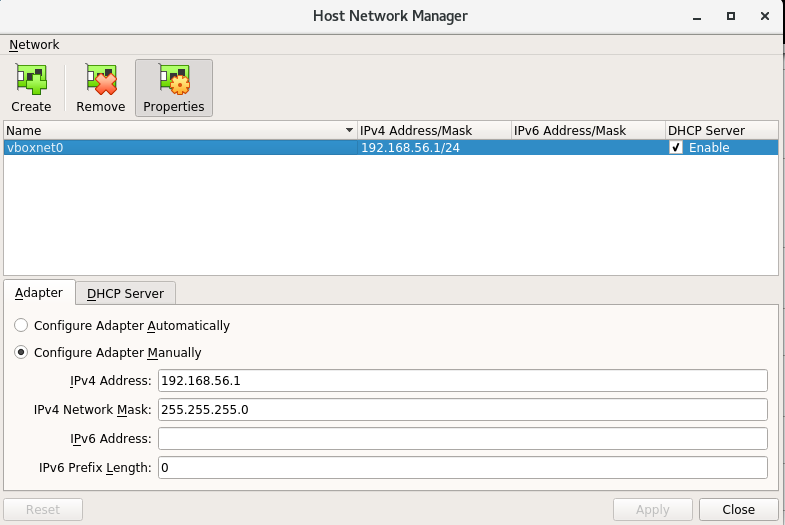 Host Network Manager
Network
Create Remove Properties
Name IPv4 Address/Mask IPv6 Address/Mask DHCP Server
vboxnet0 192.168.56.1/24 Enable
Adapter DHCP Server
Configure Adapter Automatically
Configure Adapter Manually
IPv4 Address: 192.168.56.1
IPv4 Network Mask: 255.255.255.0
IPv6 Address:
IPv6 Prefix Length: 0
Reset Apply Close